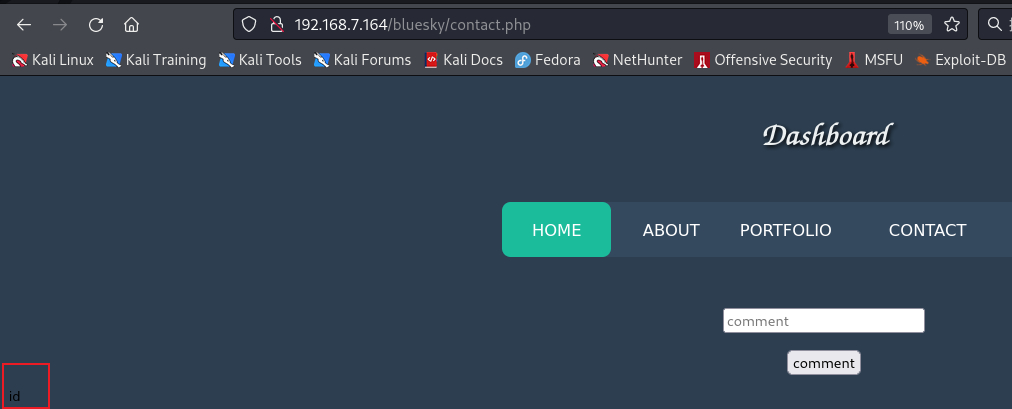 192.168.7.164/bluesky/contact.php
110%
Kali Linux Kali Training Kali Tools Kali Forums Kali Docs Fedora NetHunter Offensive Security MSFU Exploit-DB
Dashboard
HOME ABOUT PORTFOLIO CONTACT
comment
comment
id